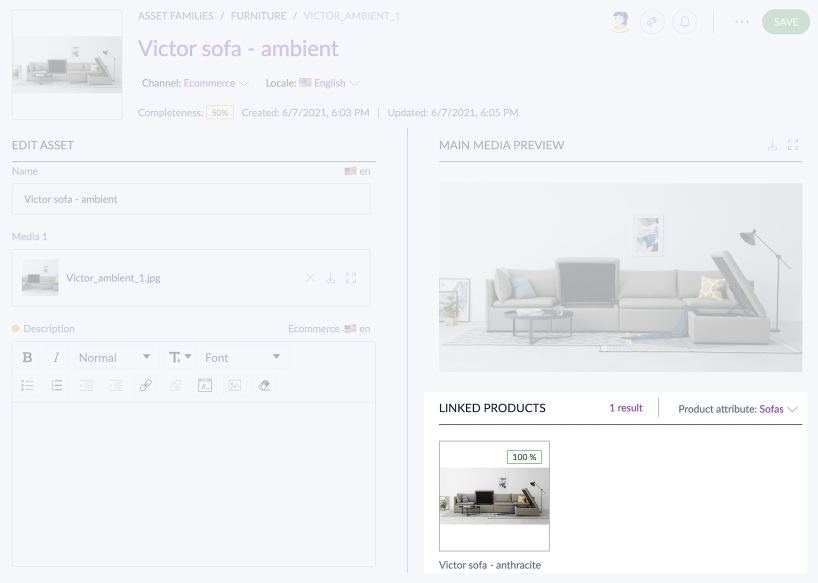 ASSET FAMILIES / FURNITURE / VICTOR_AMBIENT_1
SAVE
Victor sofa - ambient
Channel: Ecommerce Locale: English
Completeness: 50% Created: 6/7/2021, 6:03 PM | Updated: 6/7/2021, 6:05 PM
EDIT ASSET
Name en
Victor sofa - ambient
Media 1
Victor_ambient_1.jpg
Description Ecommerce en
B I Normal T Font
MAIN MEDIA PREVIEW
LINKED PRODUCTS 1 result Product attribute: Sofas
100 %
Victor sofa - anthracite